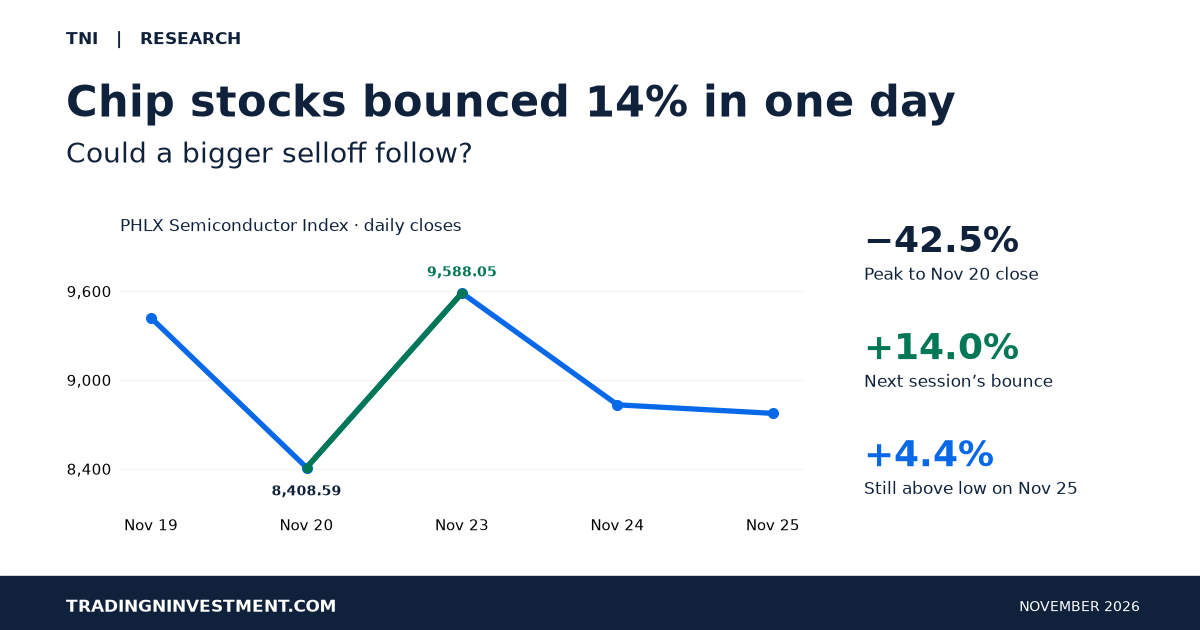 TNI | RESEARCH
Chip stocks bounced 14% in one day
Could a bigger selloff follow?
PHLX Semiconductor Index · daily closes
9,600
9,000
8,400
9,588.05
8,408.59
Nov 19 Nov 20 Nov 23 Nov 24 Nov 25
−42.5%
Peak to Nov 20 close
+14.0%
Next session’s bounce
+4.4%
Still above low on Nov 25
TRADINGNINVESTMENT.COM
NOVEMBER 2026